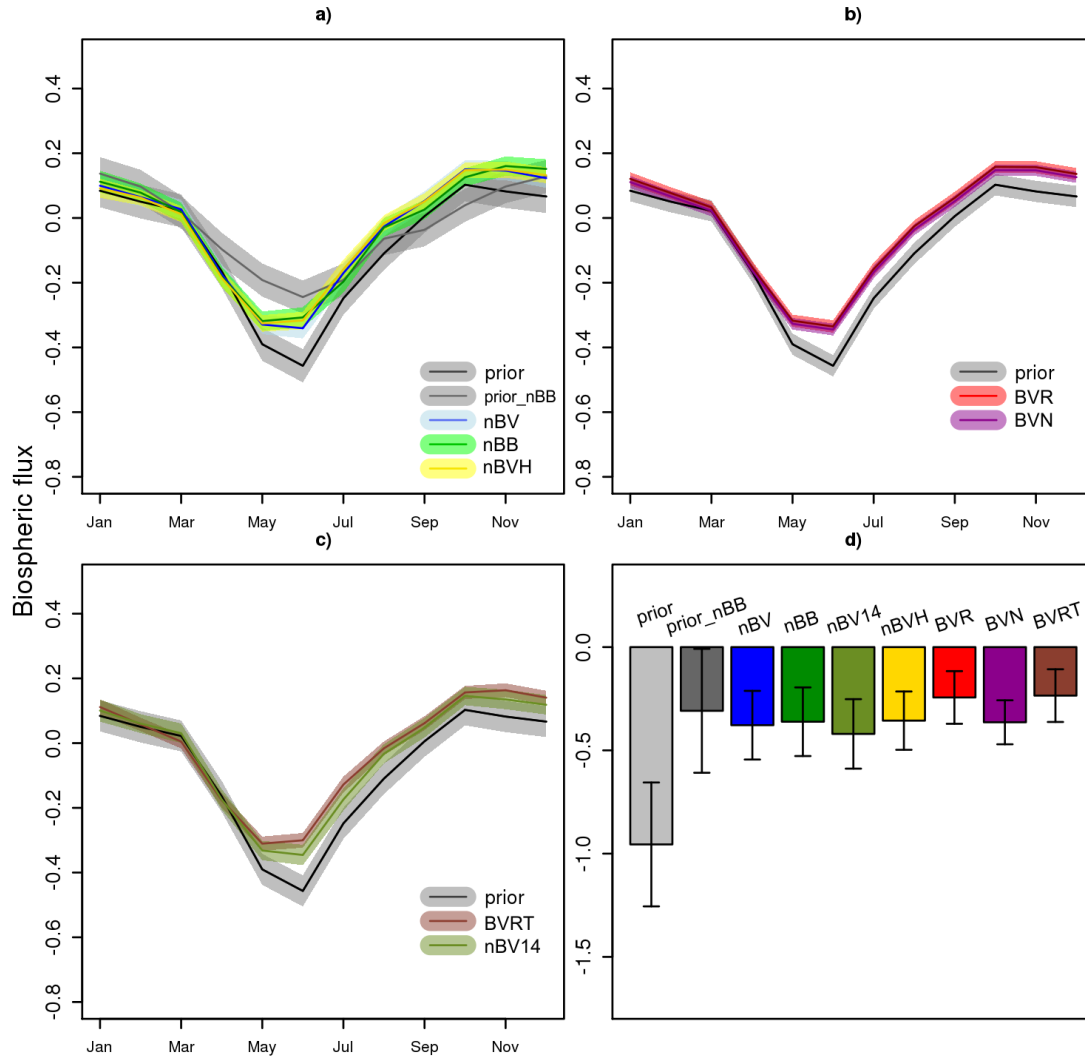 a)
0.4
0.2
0.0
-0.2
-0.4
-0.6
-0.8
prior
prior_nBB
nBV
nBB
nBVH
Jan Mar May Jul Sep Nov
b)
0.4
0.2
0.0
-0.2
-0.4
-0.6
-0.8
prior
BVR
BVN
Jan Mar May Jul Sep Nov
Biospheric flux
c)
0.4
0.2
0.0
-0.2
-0.4
-0.6
-0.8
prior
BVRT
nBV14
Jan Mar May Jul Sep Nov
d)
prior prior_nBB nBV nBB nBV14 nBVH BVR BVN BVRT
0.0
-0.5
-1.0
-1.5